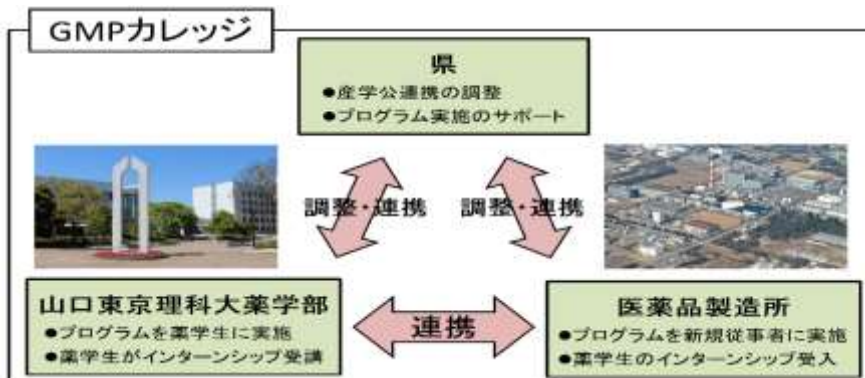 GMPカレッジ
県
●産学公連携の調整
●プログラム実施のサポート
調整・連携
調整・連携
山口東京理科大薬学部
●プログラムを薬学生に実施
●薬学生がインターンシップ受講
連携
医薬品製造所
●プログラムを新規従事者に実施
●薬学生のインターンシップ受入